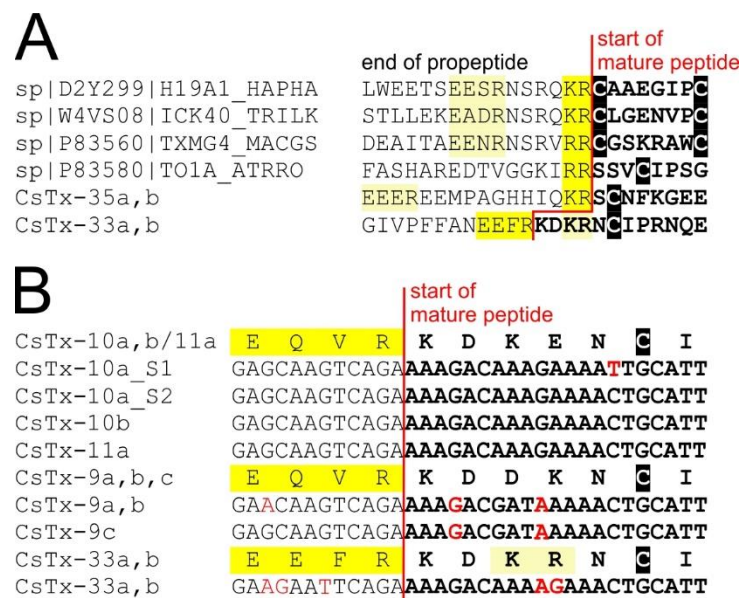 A
start of
end of propeptide mature peptide
sp|D2Y299|H19A1_HAPHA LWEETSEESRNSRQKRCAAEGIPC
sp|W4VS08|ICK40_TRILK STLLEKEADRNSRQKRCLGENVPC
sp|P83560|TXMG4_MACGS DEAITAEENRNSRVRRCGSKRAWC
sp|P83580|TO1A_ATRRO FASHAREDTVGGKIRRSSVCIPSG
CsTx-35a,b EEEREEMPAGHHIQKRSCNFKGEE
CsTx-33a,b GIVPFFANEEFRKDKRNCIPRNQE
B
start of
mature peptide
CsTx-10a,b/11a E Q V R K D K E N C I
CsTx-10a_S1 GAGCAAGTCAGAAAAGACAAAGAAAATTGCATT
CsTx-10a_S2 GAGCAAGTCAGAAAAGACAAAGAAAACTGCATT
CsTx-10b GAGCAAGTCAGAAAAGACAAAGAAAACTGCATT
CsTx-11a GAGCAAGTCAGAAAAGACAAAGAAAACTGCATT
CsTx-9a,b,c E Q V R K D D K N C I
CsTx-9a,b GAACAAGTCAGAAAAGACGATAAAAACTGCATT
CsTx-9c GAGCAAGTCAGAAAAGACGATAAAAACTGCATT
CsTx-33a,b E E F R K D K R N C I
CsTx-33a,b GAAGAATTCAGAAAAGACAAAAGAAACTGCATT